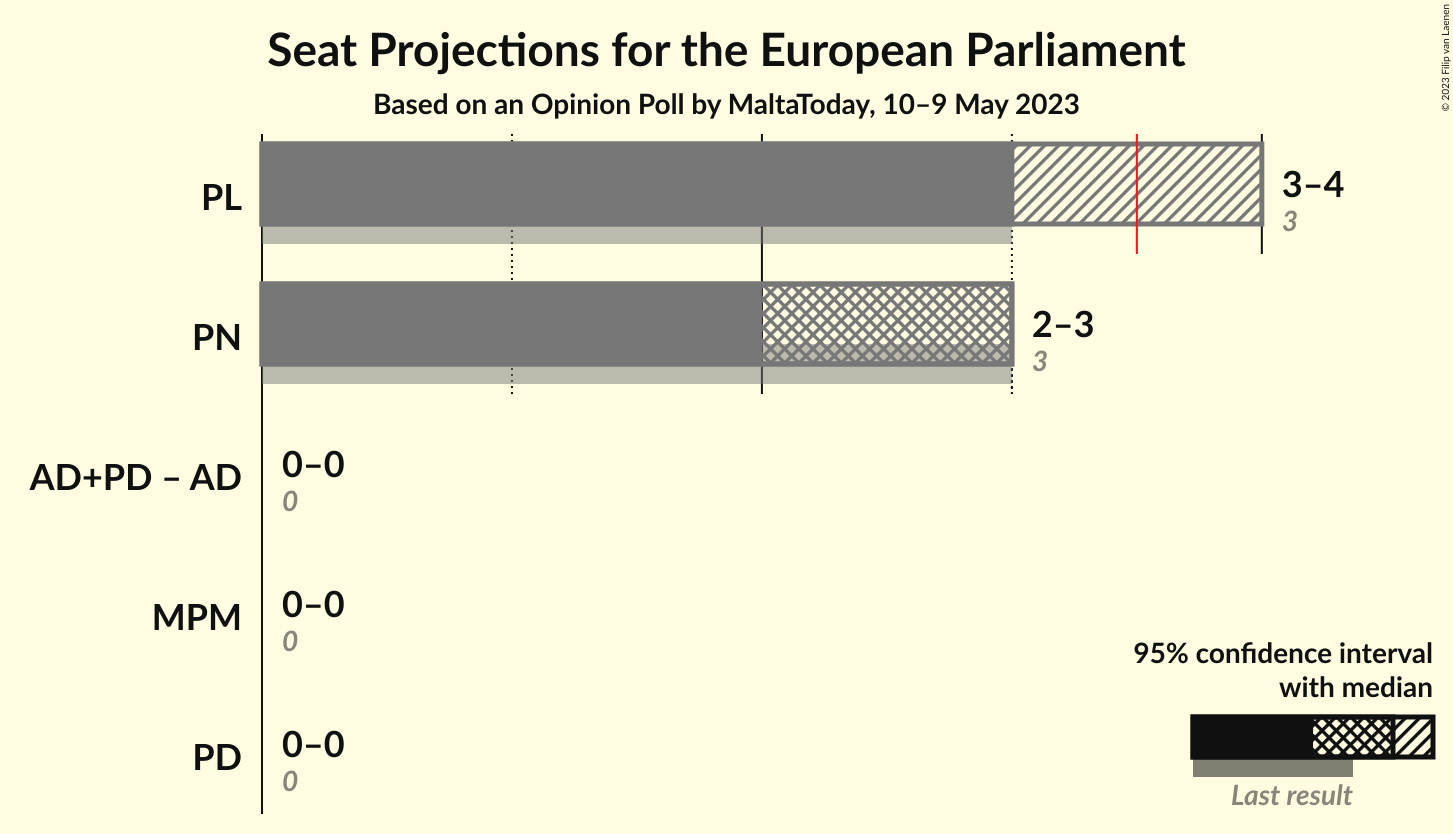 Seat Projections for the European Parliament
Based on an Opinion Poll by MaltaToday, 10–9 May 2023
© 2023 Filip van Laenen
PL
3–4
3
PN
2–3
3
AD+PD – AD
0–0
0
MPM
0–0
0
PD
0–0
0
95% confidence interval
with median
Last result